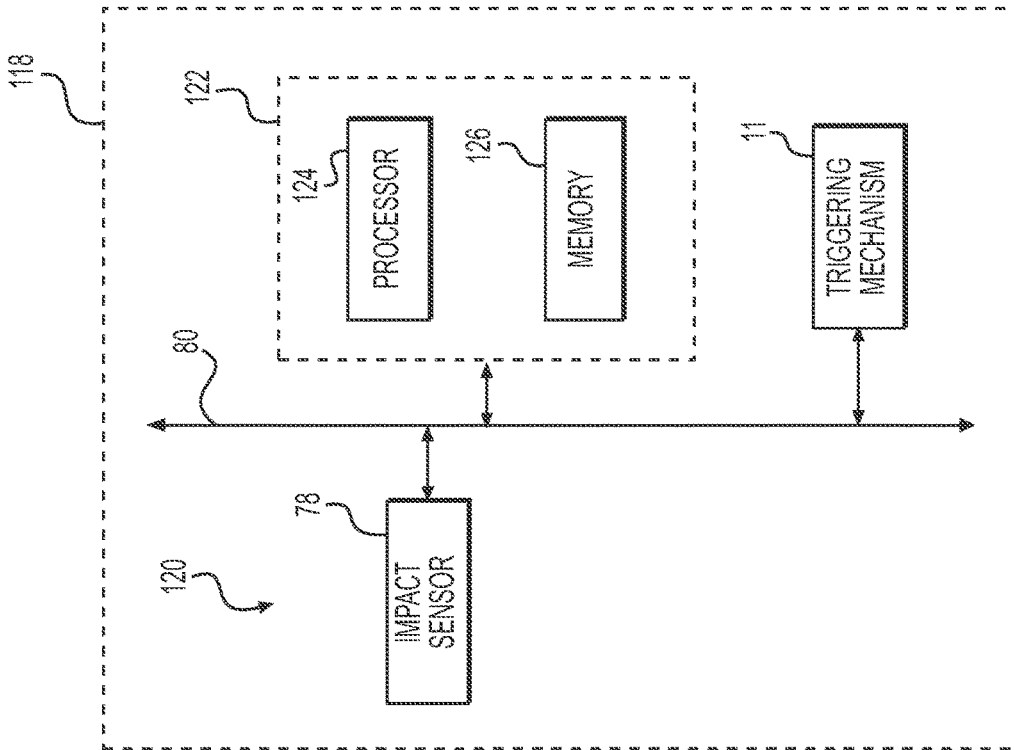 118
122
124
PROCESSOR
126
MEMORY
80
11
TRIGGERING
MECHANISM
120
78
IMPACT
SENSOR